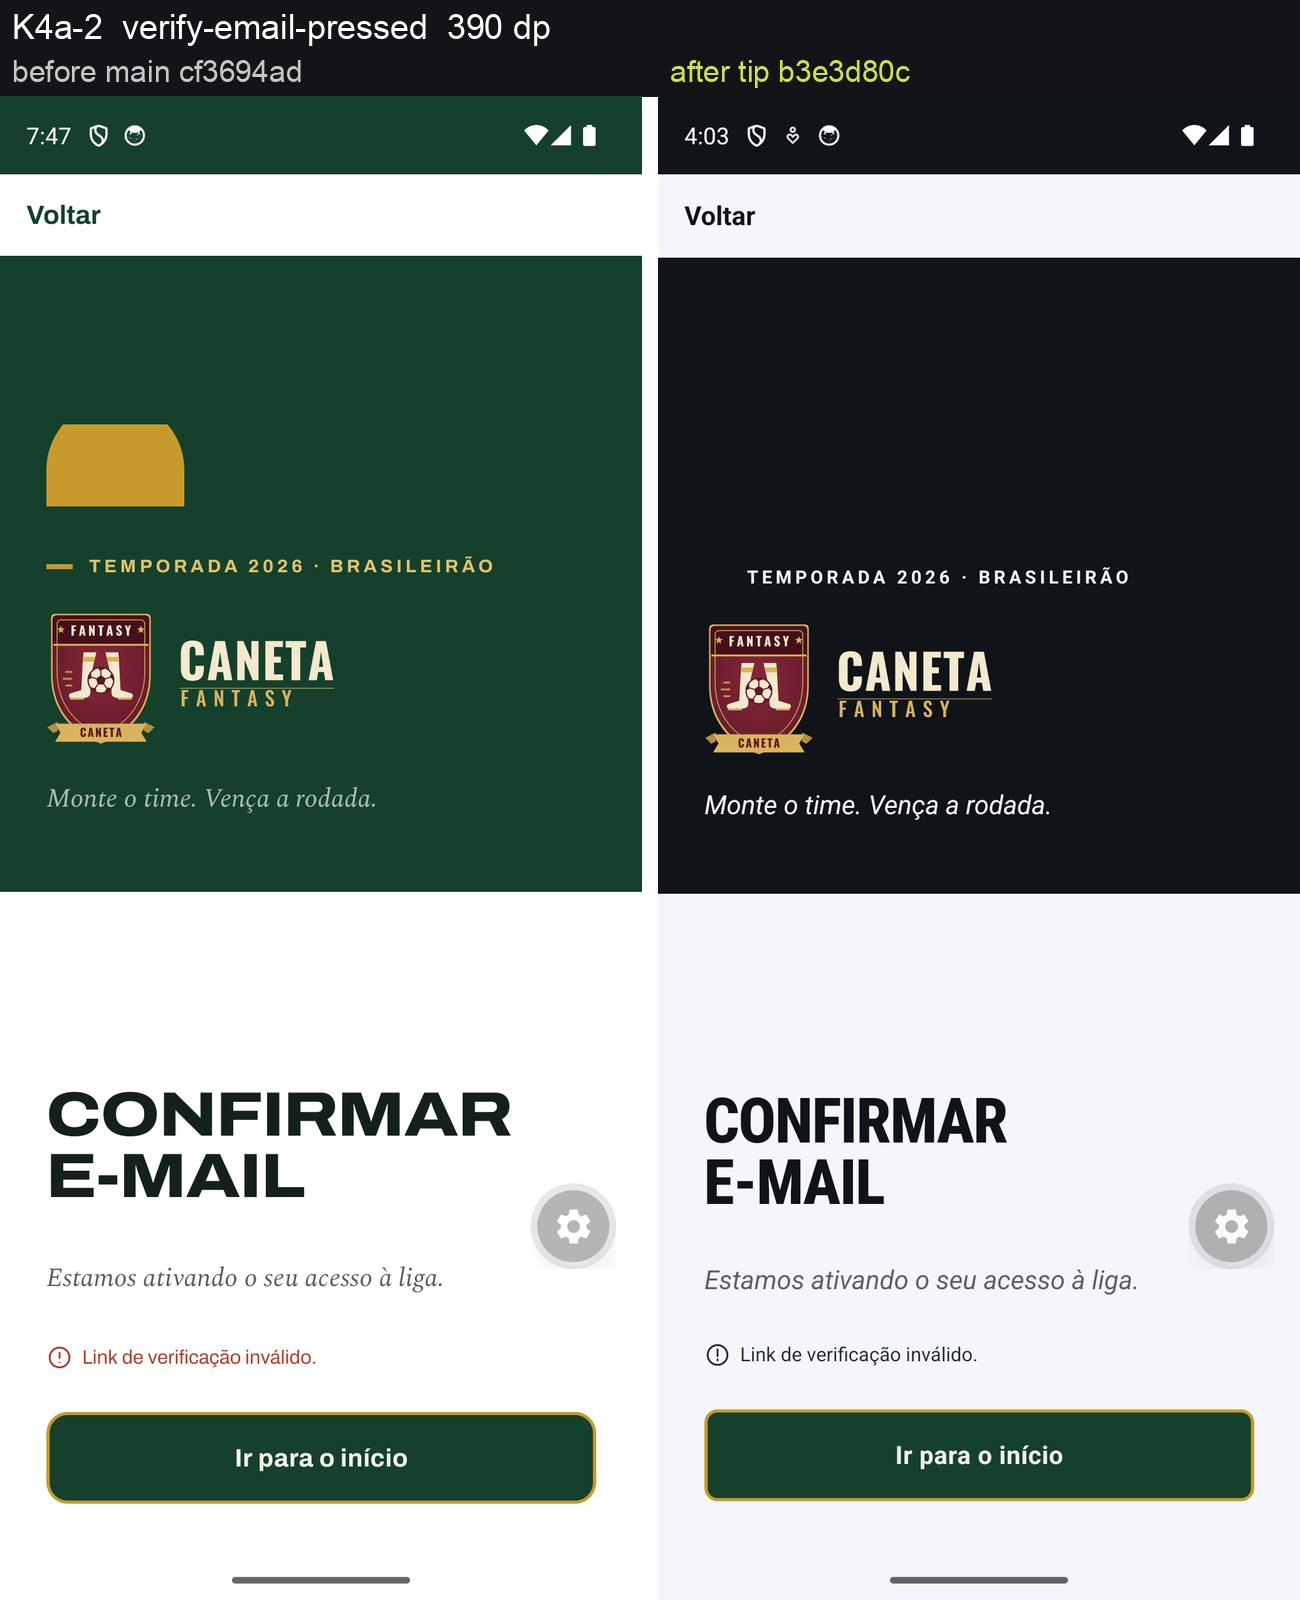 K4a-2 verify-email-pressed 390 dp
before main cf3694ad
after tip b3e3d80c
7:47
Voltar
TEMPORADA 2026 · BRASILEIRÃO
FANTASY
CANETA
CANETA
FANTASY
Monte o time. Vença a rodada.
CONFIRMAR
E-MAIL
Estamos ativando o seu acesso à liga.
Link de verificação inválido.
Ir para o início
4:03
Voltar
TEMPORADA 2026 · BRASILEIRÃO
FANTASY
CANETA
CANETA
FANTASY
Monte o time. Vença a rodada.
CONFIRMAR
E-MAIL
Estamos ativando o seu acesso à liga.
Link de verificação inválido.
Ir para o início